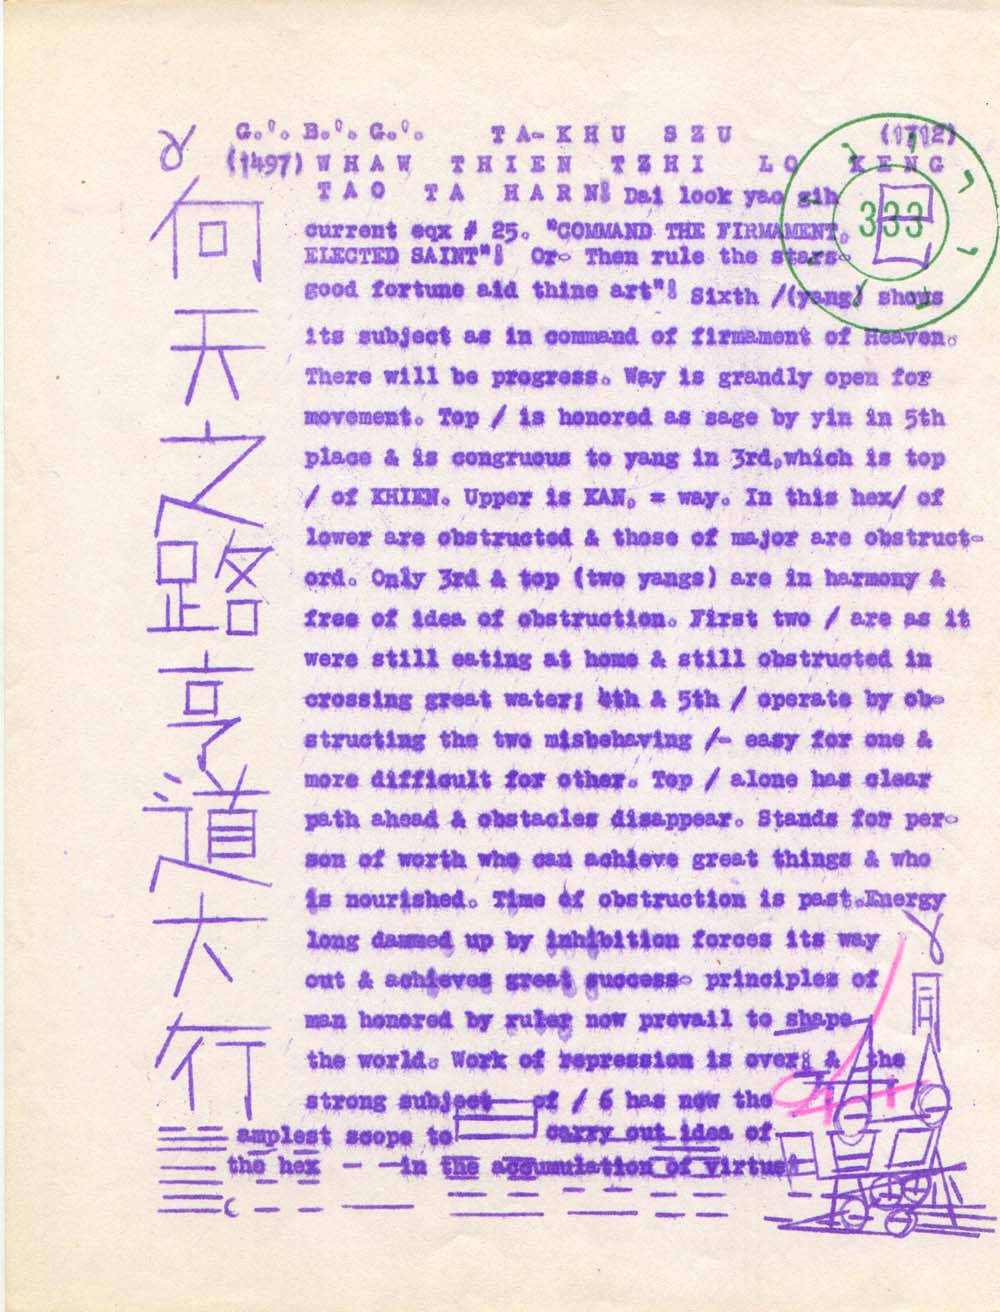 G.'. B.'. G.'. TA-KHU SZU (1712)
(1497) WHAW THIEN TZHI LO KENG
TAO TA HARN! Dai look yao gih
333
current eqx # 25. "COMMAND THE FIRMAMENT,
ELECTED SAINT"! Or- Then rule the stars-
good fortune aid thine art"! Sixth /(yang) shows
its subject as in command of firmament of Heaven.
There will be progress. Way is grandly open for
movement. Top / is honored as sage by yin in 5th
place & is congruous to yang in 3rd,which is top
/ of KHIEN. Upper is KAN, = way. In this hex/ of
lower are obstructed & those of major are obstruct-
ord. Only 3rd & top (two yangs) are in harmony &
free of idea of obstruction. First two / are as it
were still eating at home & still obstructed in
crossing great water; 4th & 5th / operate by ob-
structing the two misbehaving /- easy for one &
more difficult for other. Top / alone has clear
path ahead & obstacles disappear. Stands for per-
son of worth who can achieve great things & who
is nourished. Time of obstruction is past.Energy
long dammed up by inhibition forces its way
out & achieves great success- principles of
man honored by ruler now prevail to shape
the world. Work of repression is over; & the
strong subject of / 6 has now the
amplest scope to carry out idea of
the hex - - in the accumulation of virtue!
何
天
之
路
亨
道
大
行